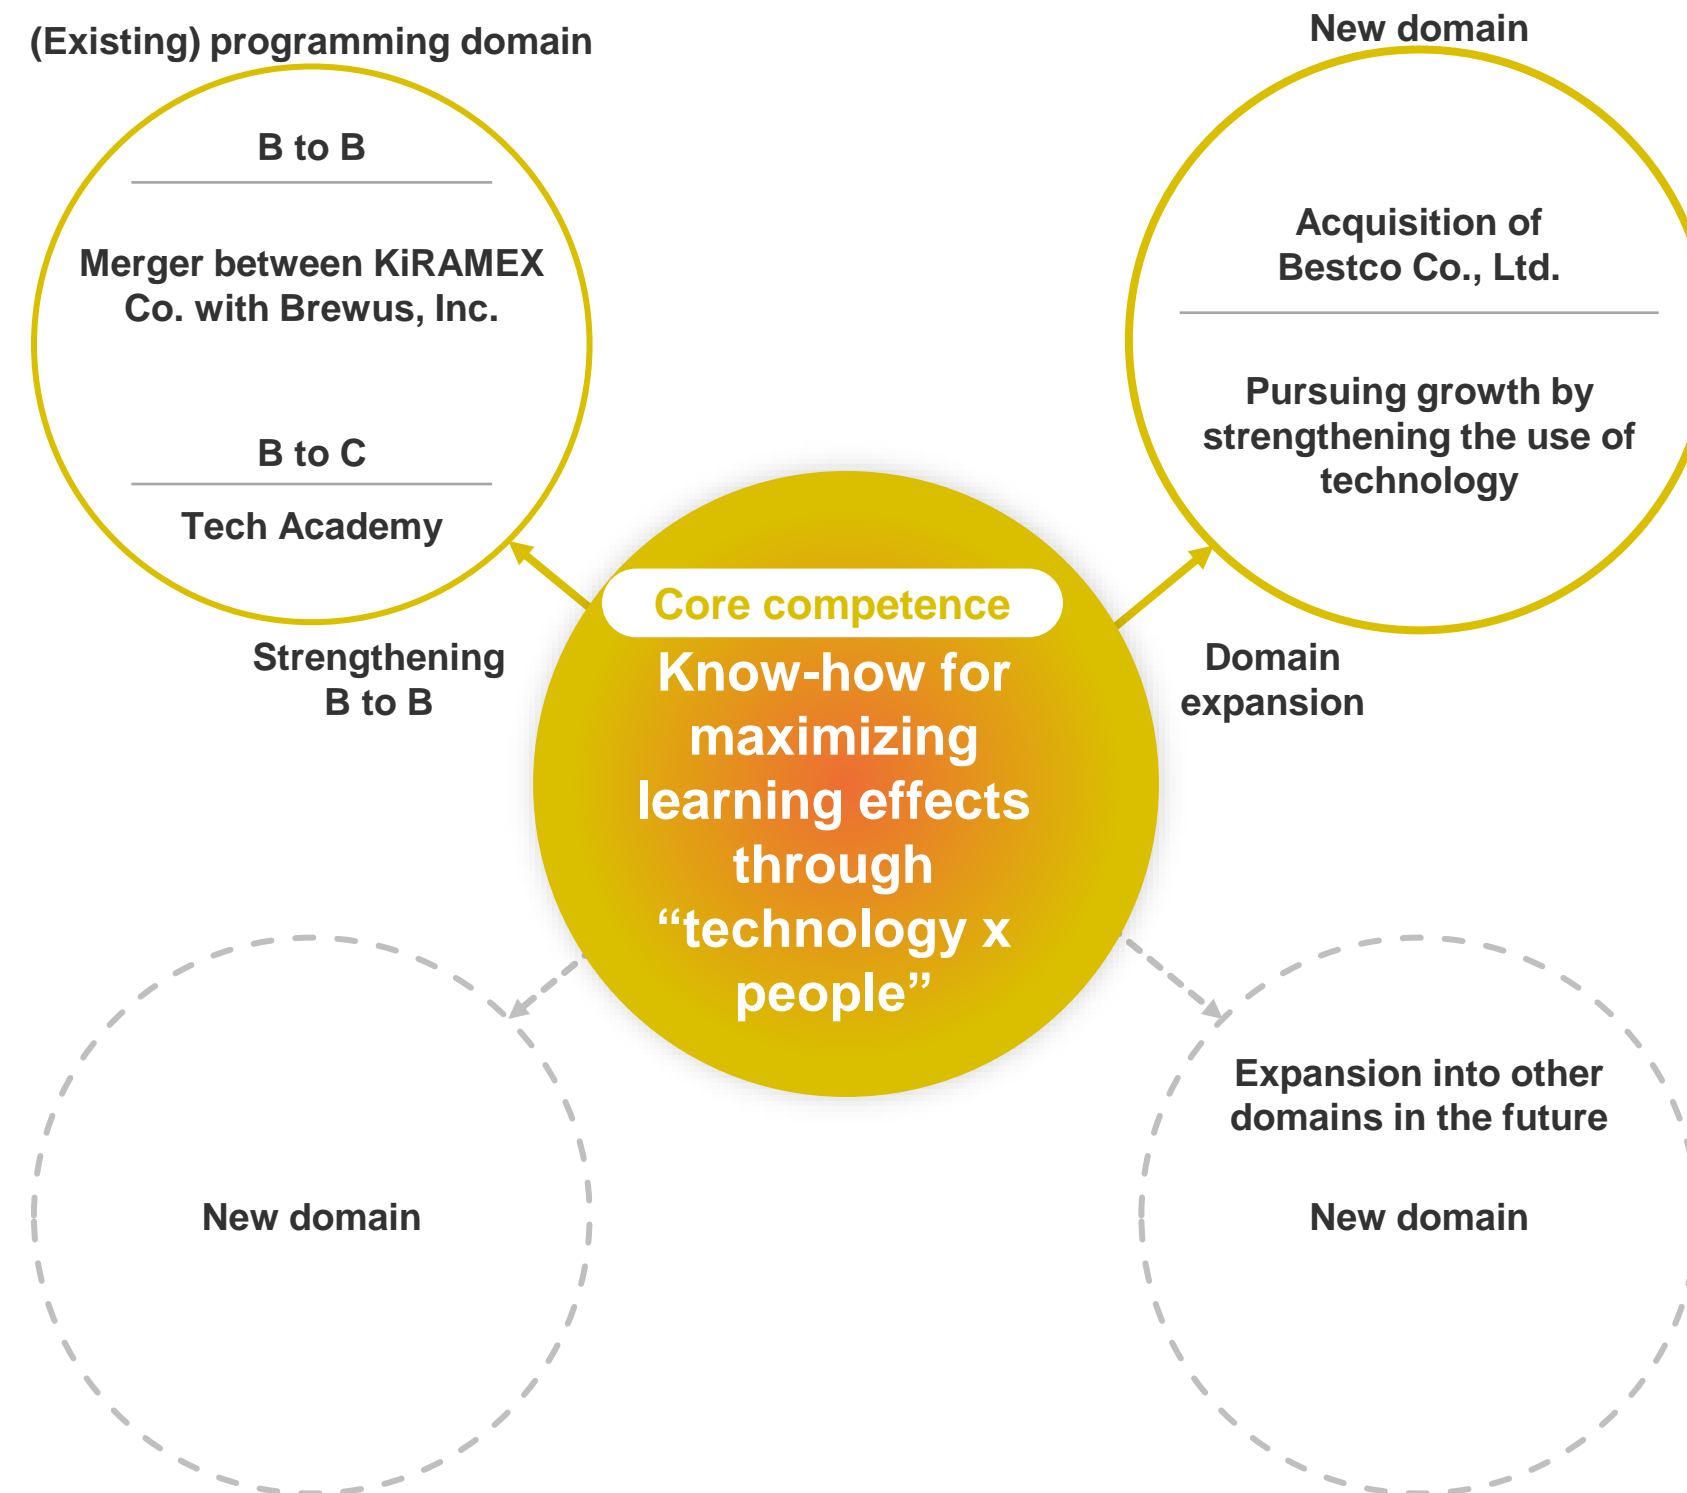 (Existing) programming domain
B to B
Merger between KiRAMEX
Co. with Brewus, Inc.
B to C
Tech Academy
Strengthening
B to B
New domain
Acquisition of
Bestco Co., Ltd.
Pursuing growth by
strengthening the use of
technology
Domain
expansion
Core competence
Know-how for
maximizing
learning effects
through
“technology x
people”
New domain
Expansion into other
domains in the future
New domain